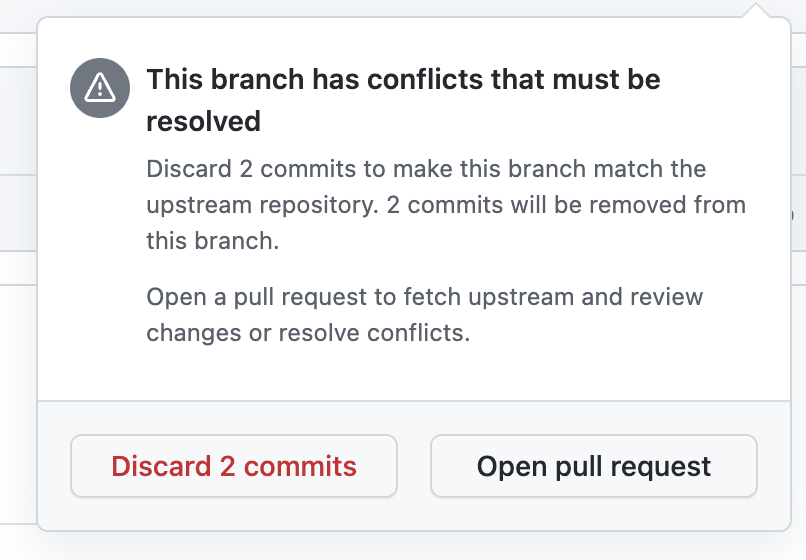 This branch has conflicts that must be
resolved
Discard 2 commits to make this branch match the
upstream repository. 2 commits will be removed from
this branch.
Open a pull request to fetch upstream and review
changes or resolve conflicts.
Discard 2 commits
Open pull request